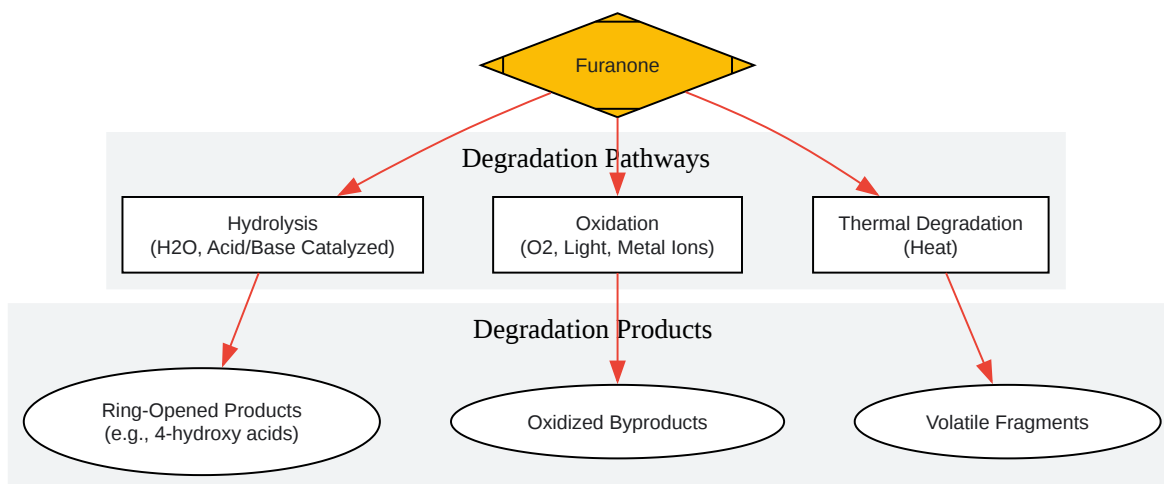 Furanone
Degradation Pathways
Hydrolysis
(H2O, Acid/Base Catalyzed)
Oxidation
(O2, Light, Metal Ions)
Thermal Degradation
(Heat)
Degradation Products
Ring-Opened Products
(e.g., 4-hydroxy acids)
Oxidized Byproducts
Volatile Fragments